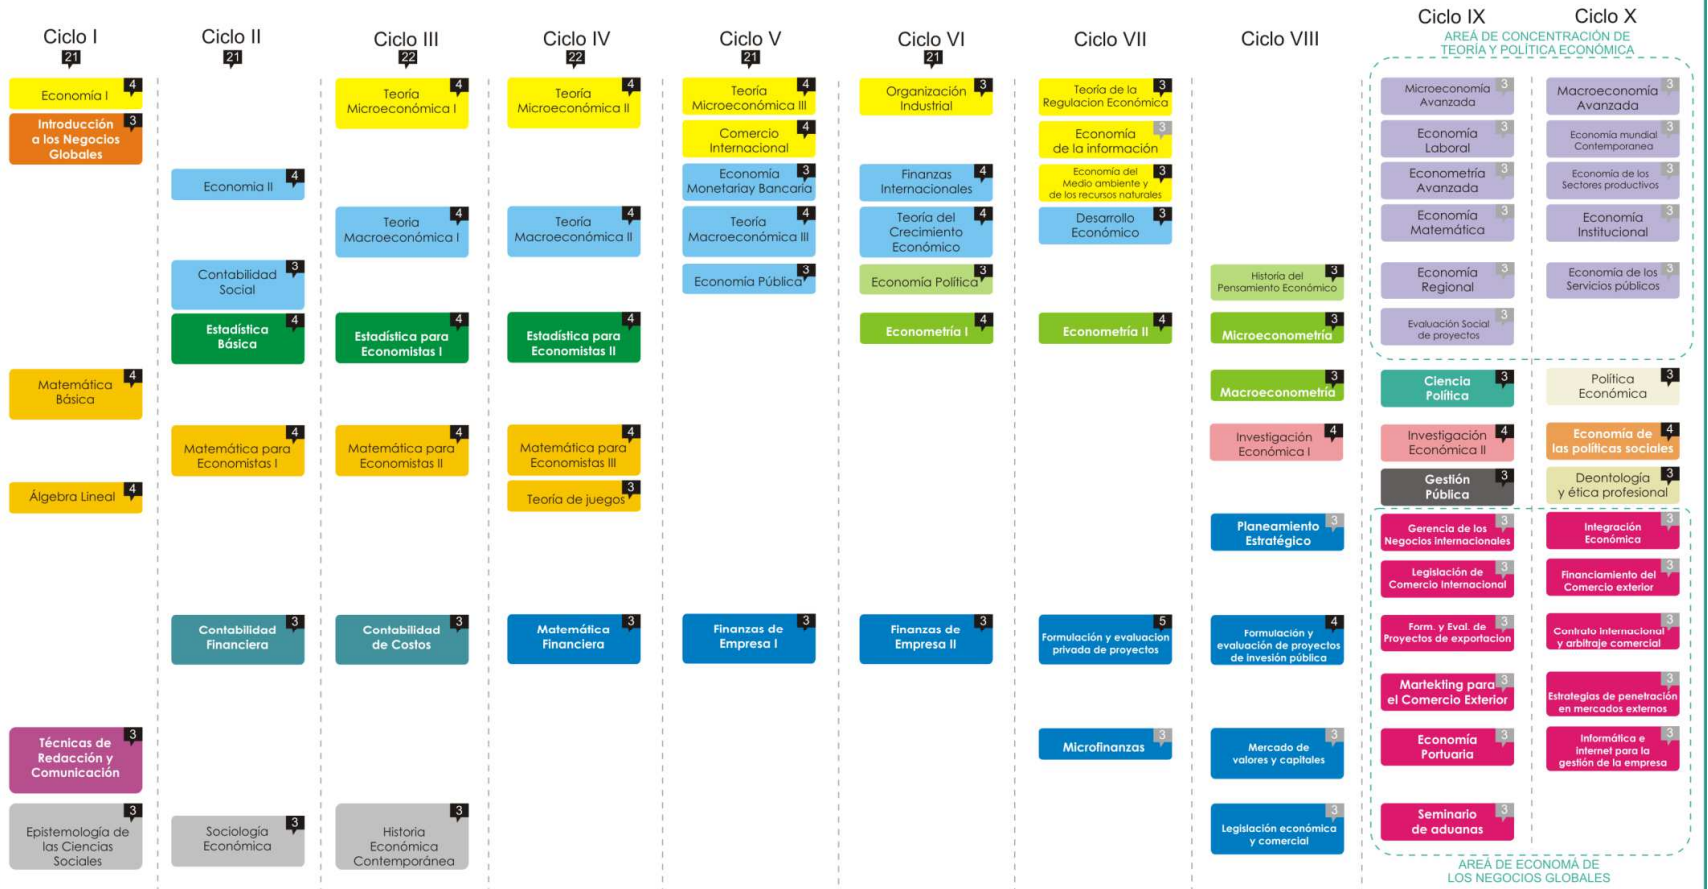 Ciclo I
21
Economía I
4
Introducción
a los Negocios
Globales
3
Matemática
Básica
4
Álgebra Lineal
4
Técnicas de
Redacción y
Comunicación
3
Epistemología de
las Ciencias
Sociales
3
Ciclo II
21
Economia II
4
Contabilidad
Social
3
Estadística
Básica
4
Matemática para
Economistas I
4
Contabilidad
Financiera
3
Sociología
Económica
3
Ciclo III
22
Teoría
Microeconómica I
4
Teoría
Macroeconómica I
4
Estadística para
Economistas I
4
Matemática para
Economistas II
4
Contabilidad
de Costos
3
Historia
Económica
Contemporánea
3
Ciclo IV
22
Teoría
Microeconómica II
4
Teoría
Macroeconómica II
4
Estadística para
Economistas II
4
Matemática para
Economistas III
4
Teoría de juegos
3
Matemática
Financiera
3
Ciclo V
21
Teoría
Microeconómica III
4
Comercio
Internacional
4
Economía
Monetariay Bancaria
3
Teoría
Macroeconómica III
4
Economía Pública
3
Finanzas de
Empresa I
3
Ciclo VI
21
Organización
Industrial
3
Finanzas
Internacionales
4
Teoría del
Crecimiento
Económico
4
Economía Política
3
Econometría I
4
Finanzas de
Empresa II
3
Ciclo VII
Teoría de la
Regulacion Económica
3
Economía
de la información
3
Economía del
Medio ambiente y
de los recursos naturales
3
Desarrollo
Económico
3
Econometría II
4
Formulación y evaluacion
privada de proyectos
5
Microfinanzas
3
Ciclo VIII
Historía del
Pensamiento Económico
3
Microeconometría
3
Macroeconometría
3
Investigación
Económica I
4
Planeamiento
Estratégico
3
Formulación y
evaluación de proyectos
de invesión pública
4
Mercado de
valores y capitales
3
Legislación económica
y comercial
3
Ciclo IX
Ciclo X
AREÁ DE CONCENTRACIÓN DE
TEORÍA Y POLÍTICA ECONÓMICA
Microeconomía
Avanzada
3
Economía
Laboral
3
Econometría
Avanzada
3
Economía
Matemática
3
Economía
Regional
3
Evaluación Social
de proyectos
3
Ciencia
Política
3
Investigación
Económica II
4
Gestión
Pública
3
Gerencia de los
Negocios internacionales
3
Legislación de
Comercio internacional
3
Form. y Eval. de
Proyectos de exportacion
3
Martekting para
el Comercio Exterior
3
Economía
Portuaria
3
Seminario
de aduanas
3
Macroeconomía
Avanzada
3
Economía mundial
Contemporanea
3
Economía de los
Sectores productivos
3
Economía
Institucional
3
Economía de los
Servicios públicos
3
Política
Económica
3
Economía de
las políticas sociales
4
Deontología
y ética profesional
3
Integración
Económica
3
Financiamiento del
Comercio exterior
3
Contrato internacional
y arbitraje comercial
3
Estrategias de penetración
en mercados externos
3
Informática e
internet para la
gestión de la empresa
3
AREÁ DE ECONOMÁ DE
LOS NEGOCIOS GLOBALES